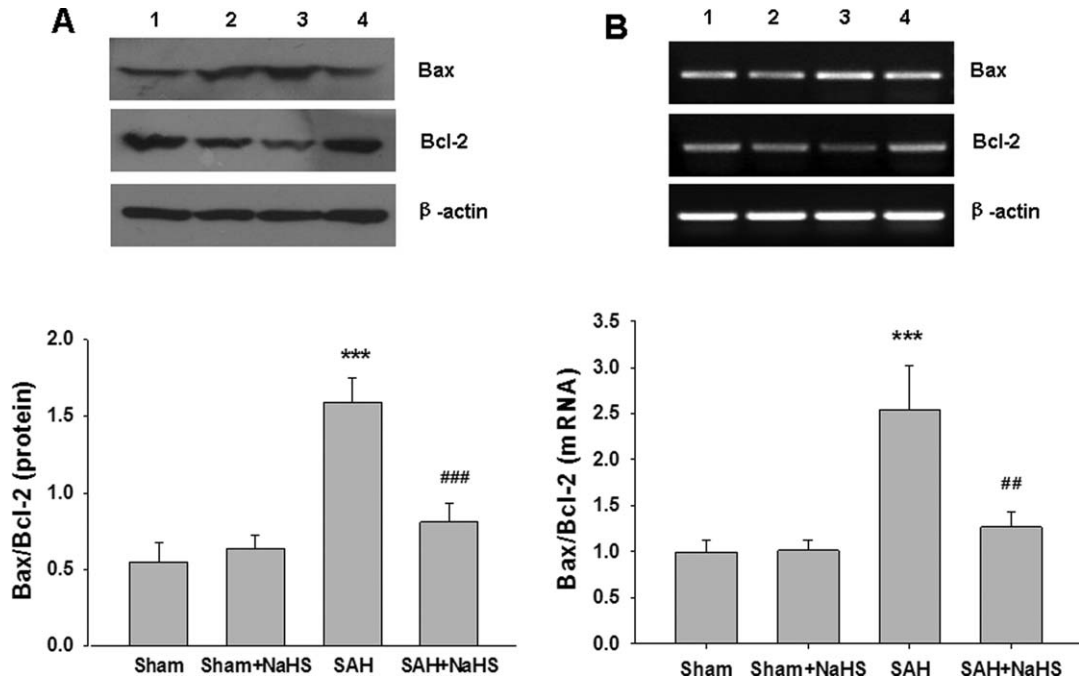 A
1 2 3 4
Bax
Bcl-2
β-actin
Bax/Bcl-2 (protein)
2.0
1.5
1.0
0.5
0.0
***
###
Sham Sham+NaHS SAH SAH+NaHS
B
1 2 3 4
Bax
Bcl-2
β-actin
Bax/Bcl-2 (mRNA)
3.5
3.0
2.5
2.0
1.5
1.0
0.5
0.0
***
##
Sham Sham+NaHS SAH SAH+NaHS